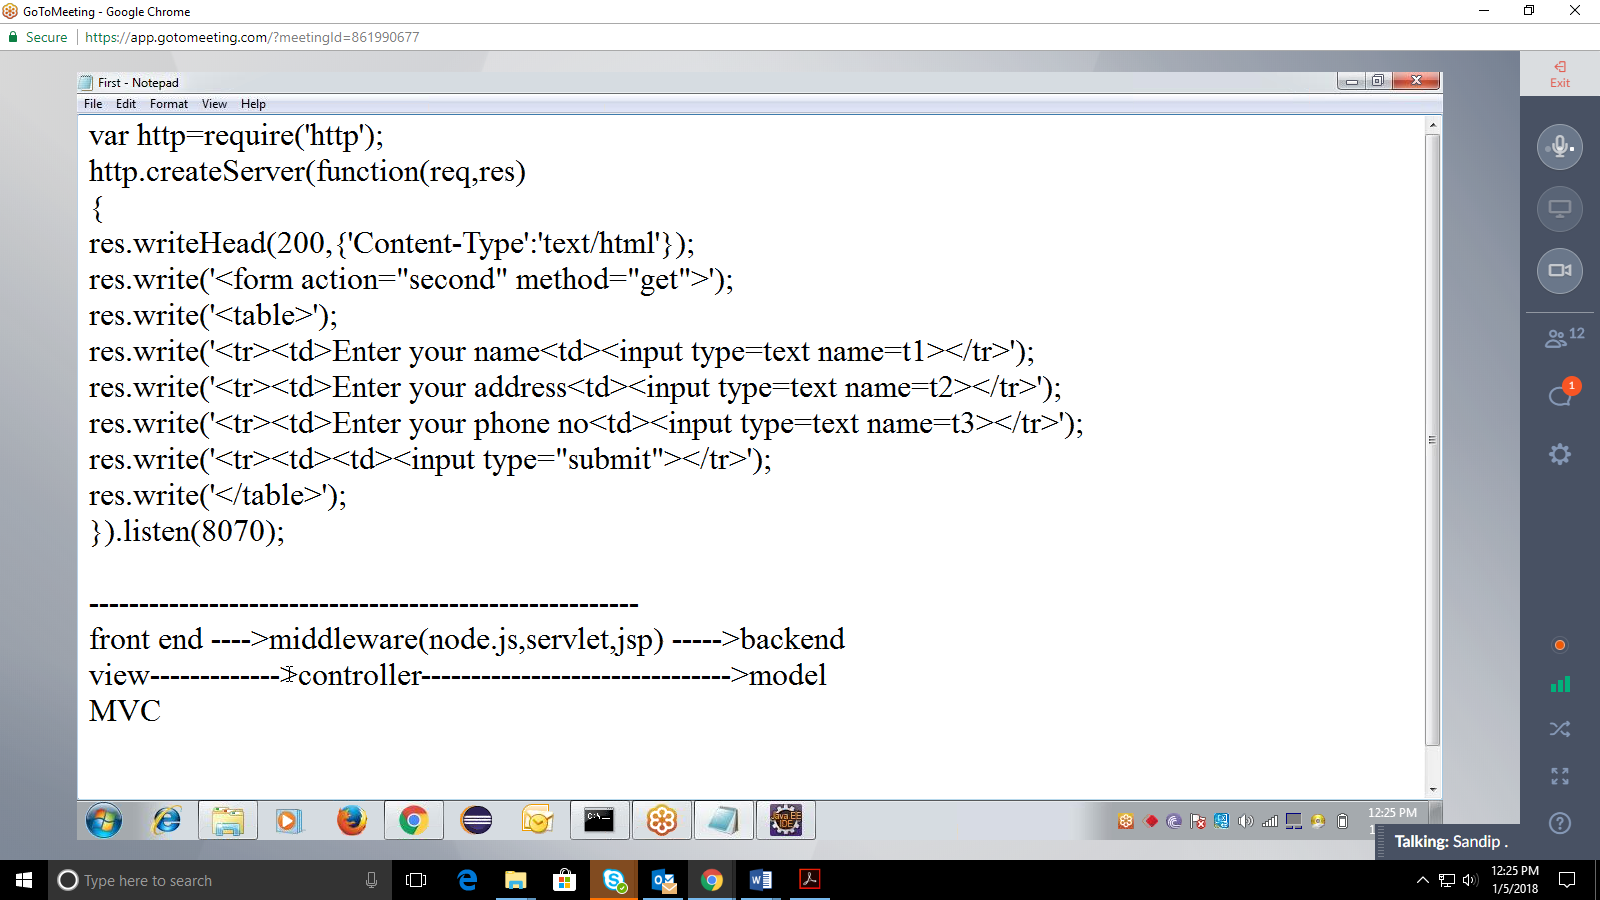 GoToMeeting - Google Chrome
Secure https://app.gotomeeting.com/?meetingId=861990677
Exit
First - Notepad
File Edit Format View Help
var http=require('http');
http.createServer(function(req,res)
{
res.writeHead(200,{'Content-Type':'text/html'});
res.write('<form action="second" method="get">');
res.write('<table>');
res.write('<tr><td>Enter your name<td><input type=text name=t1></tr>');
res.write('<tr><td>Enter your address<td><input type=text name=t2></tr>');
res.write('<tr><td>Enter your phone no<td><input type=text name=t3></tr>');
res.write('<tr><td><td><input type="submit"></tr>');
res.write('</table>');
}).listen(8070);
-------------------------------------------------------
front end ---->middleware(node.js,servlet,jsp) ----->backend
view------------->controller------------------------------->model
MVC
12
1
C:\_
Java EE
IDE
12:25 PM
Talking: Sandip .
Type here to search
12:25 PM
1/5/2018